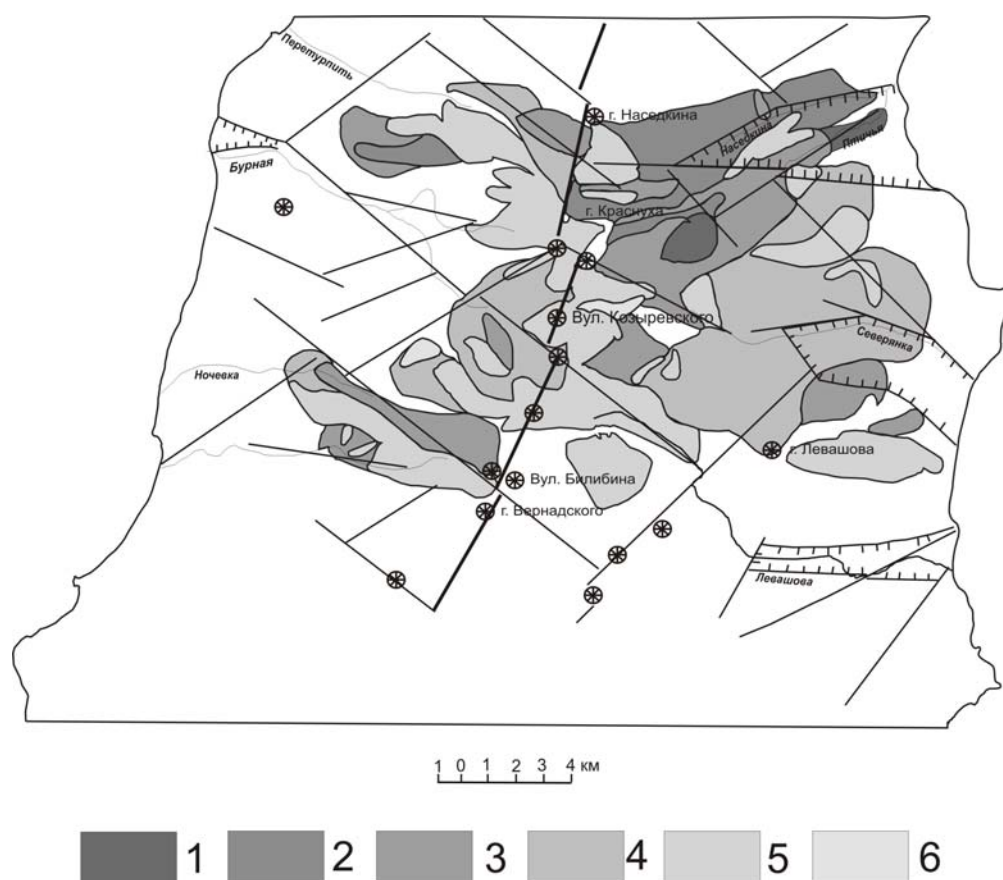 Перетурпить
г. Наседкина
Наседкина
Птичья
Бурная
г. Краснуха
Вул. Козыревского
Северянка
Ночевка
г. Левашова
Вул. Билибина
г. Вернадского
Левашова
1 0 1 2 3 4 км
1 2 3 4 5 6